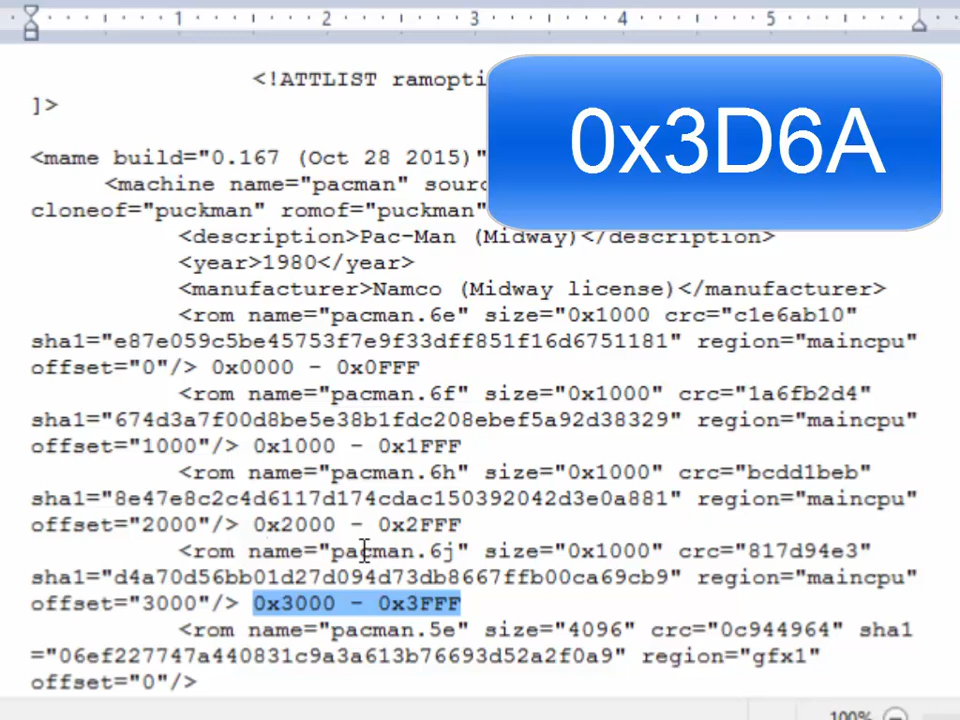 1 2 3 4 5
<!ATTLIST ramopti
0x3D6A
]>
<mame build="0.167 (Oct 28 2015)"
<machine name="pacman" sour
cloneof="puckman" romof="puckman"
<description>Pac-Man (Midway)</description>
<year>1980</year>
<manufacturer>Namco (Midway license)</manufacturer>
<rom name="pacman.6e" size="0x1000 crc="c1e6ab10"
sha1="e87e059c5be45753f7e9f33dff851f16d6751181" region="maincpu"
offset="0"/> 0x0000 - 0x0FFF
<rom name="pacman.6f" size="0x1000" crc="1a6fb2d4"
sha1="674d3a7f00d8be5e38b1fdc208ebef5a92d38329" region="maincpu"
offset="1000"/> 0x1000 - 0x1FFF
<rom name="pacman.6h" size="0x1000" crc="bcdd1beb"
sha1="8e47e8c2c4d6117d174cdac150392042d3e0a881" region="maincpu"
offset="2000"/> 0x2000 - 0x2FFF
<rom name="pacman.6j" size="0x1000" crc="817d94e3"
sha1="d4a70d56bb01d27d094d73db8667ffb00ca69cb9" region="maincpu"
offset="3000"/> 0x3000 - 0x3FFF
<rom name="pacman.5e" size="4096" crc="0c944964" sha1
="06ef227747a440831c9a3a613b76693d52a2f0a9" region="gfx1"
offset="0"/>
100%